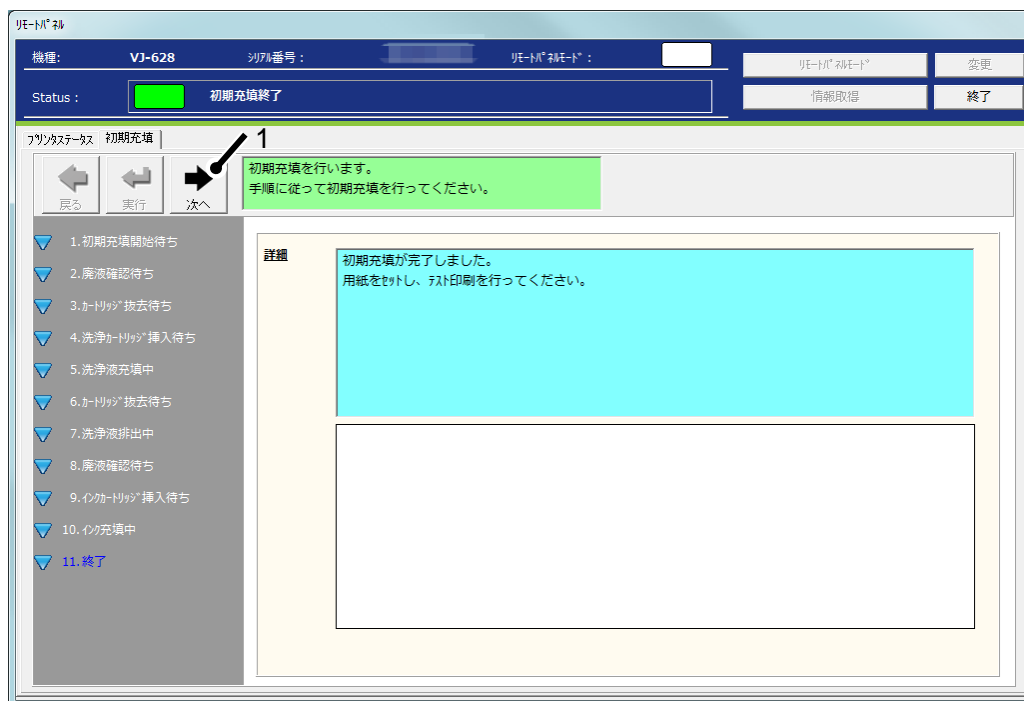 ﾘﾓｰﾄﾊﾟﾈﾙ
機種: VJ-628 ｼﾘｱﾙ番号： ﾘﾓｰﾄﾊﾟﾈﾙﾓｰﾄﾞ：
ﾘﾓｰﾄﾊﾟﾈﾙﾓｰﾄﾞ 変更
Status： 初期充填終了
情報取得 終了
ﾌﾟﾘﾝﾀｽﾃｰﾀｽ 初期充填
1
戻る 実行 次へ
初期充填を行います。
手順に従って初期充填を行ってください。
1.初期充填開始待ち
2.廃液確認待ち
3.ｶｰﾄﾘｯｼﾞ抜去待ち
4.洗浄ｶｰﾄﾘｯｼﾞ挿入待ち
5.洗浄液充填中
6.ｶｰﾄﾘｯｼﾞ抜去待ち
7.洗浄液排出中
8.廃液確認待ち
9.ｲﾝｸｶｰﾄﾘｯｼﾞ挿入待ち
10.ｲﾝｸ充填中
11.終了
詳細
初期充填が完了しました。
用紙をｾｯﾄし、ﾃｽﾄ印刷を行ってください。